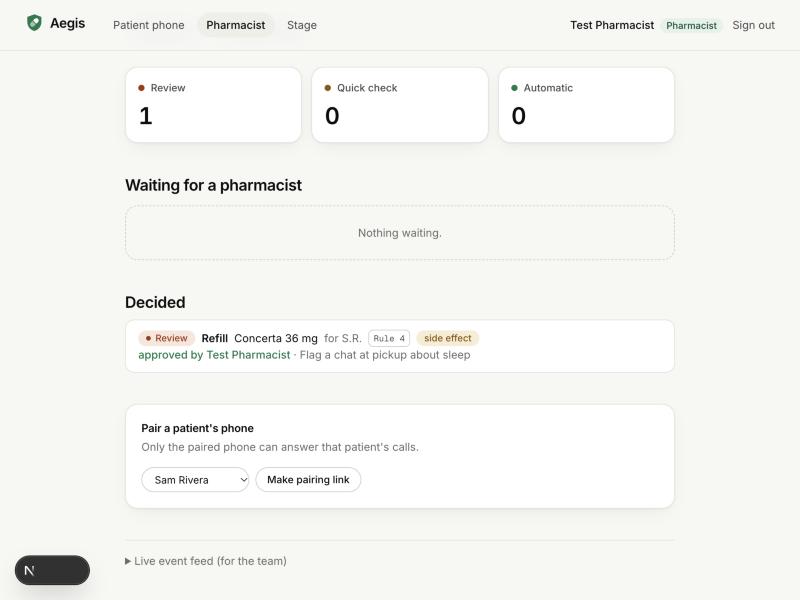 Aegis Patient phone Pharmacist Stage Test Pharmacist Pharmacist Sign out
Review Quick check Automatic
1 0 0
Waiting for a pharmacist
Nothing waiting.
Decided
Review Refill Concerta 36 mg for S.R. Rule 4 side effect
approved by Test Pharmacist · Flag a chat at pickup about sleep
Pair a patient's phone
Only the paired phone can answer that patient's calls.
Sam Rivera Make pairing link
Live event feed (for the team)
N